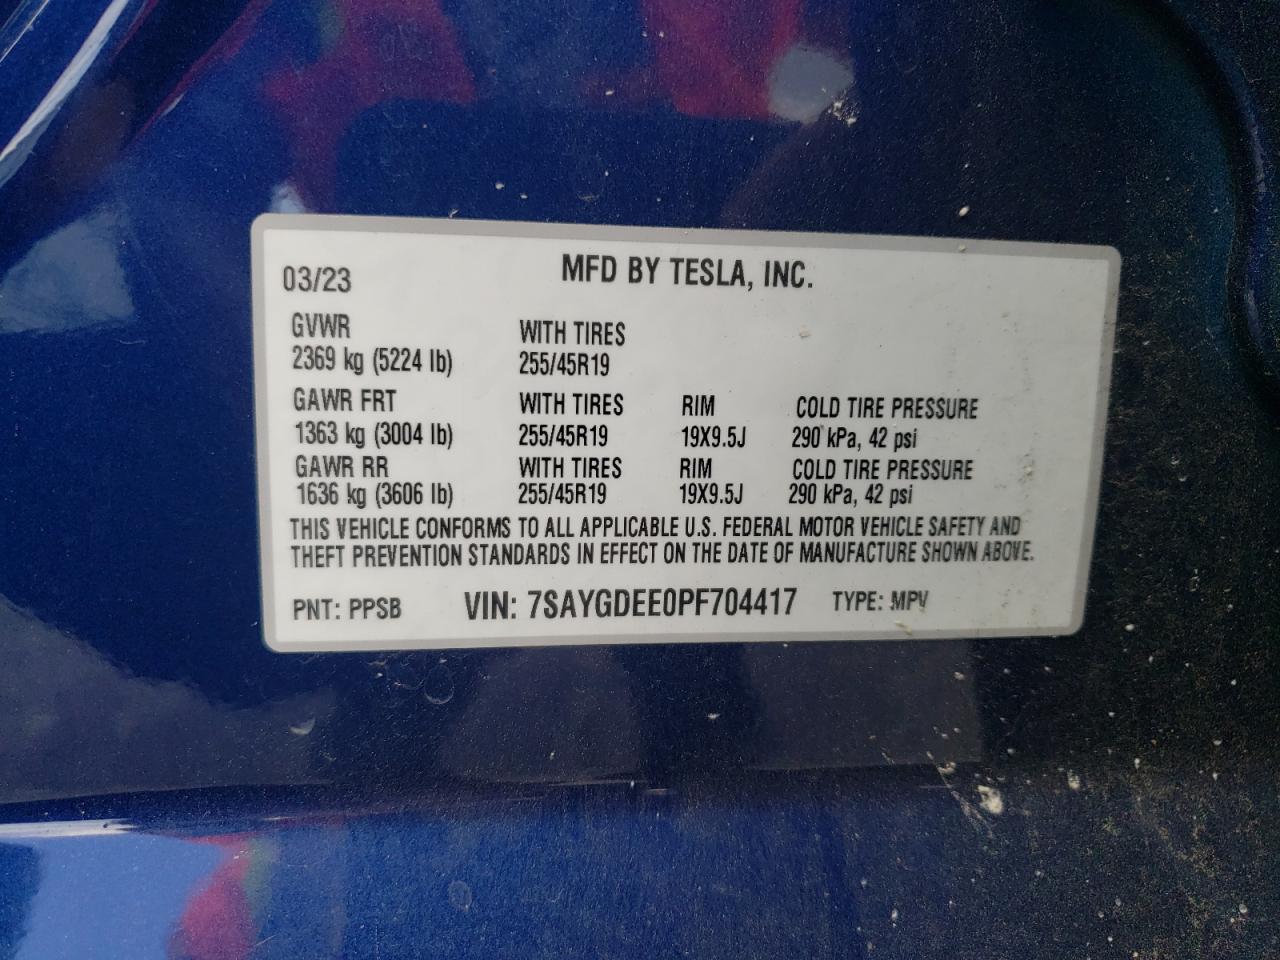 03/23 MFD BY TESLA, INC.
GVWR WITH TIRES
2369 kg (5224 lb) 255/45R19
GAWR FRT WITH TIRES RIM COLD TIRE PRESSURE
1363 kg (3004 lb) 255/45R19 19X9.5J 290 kPa, 42 psi
GAWR RR WITH TIRES RIM COLD TIRE PRESSURE
1636 kg (3606 lb) 255/45R19 19X9.5J 290 kPa, 42 psi
THIS VEHICLE CONFORMS TO ALL APPLICABLE U.S. FEDERAL MOTOR VEHICLE SAFETY AND
THEFT PREVENTION STANDARDS IN EFFECT ON THE DATE OF MANUFACTURE SHOWN ABOVE.
PNT: PPSB VIN: 7SAYGDEE0PF704417 TYPE: MPV